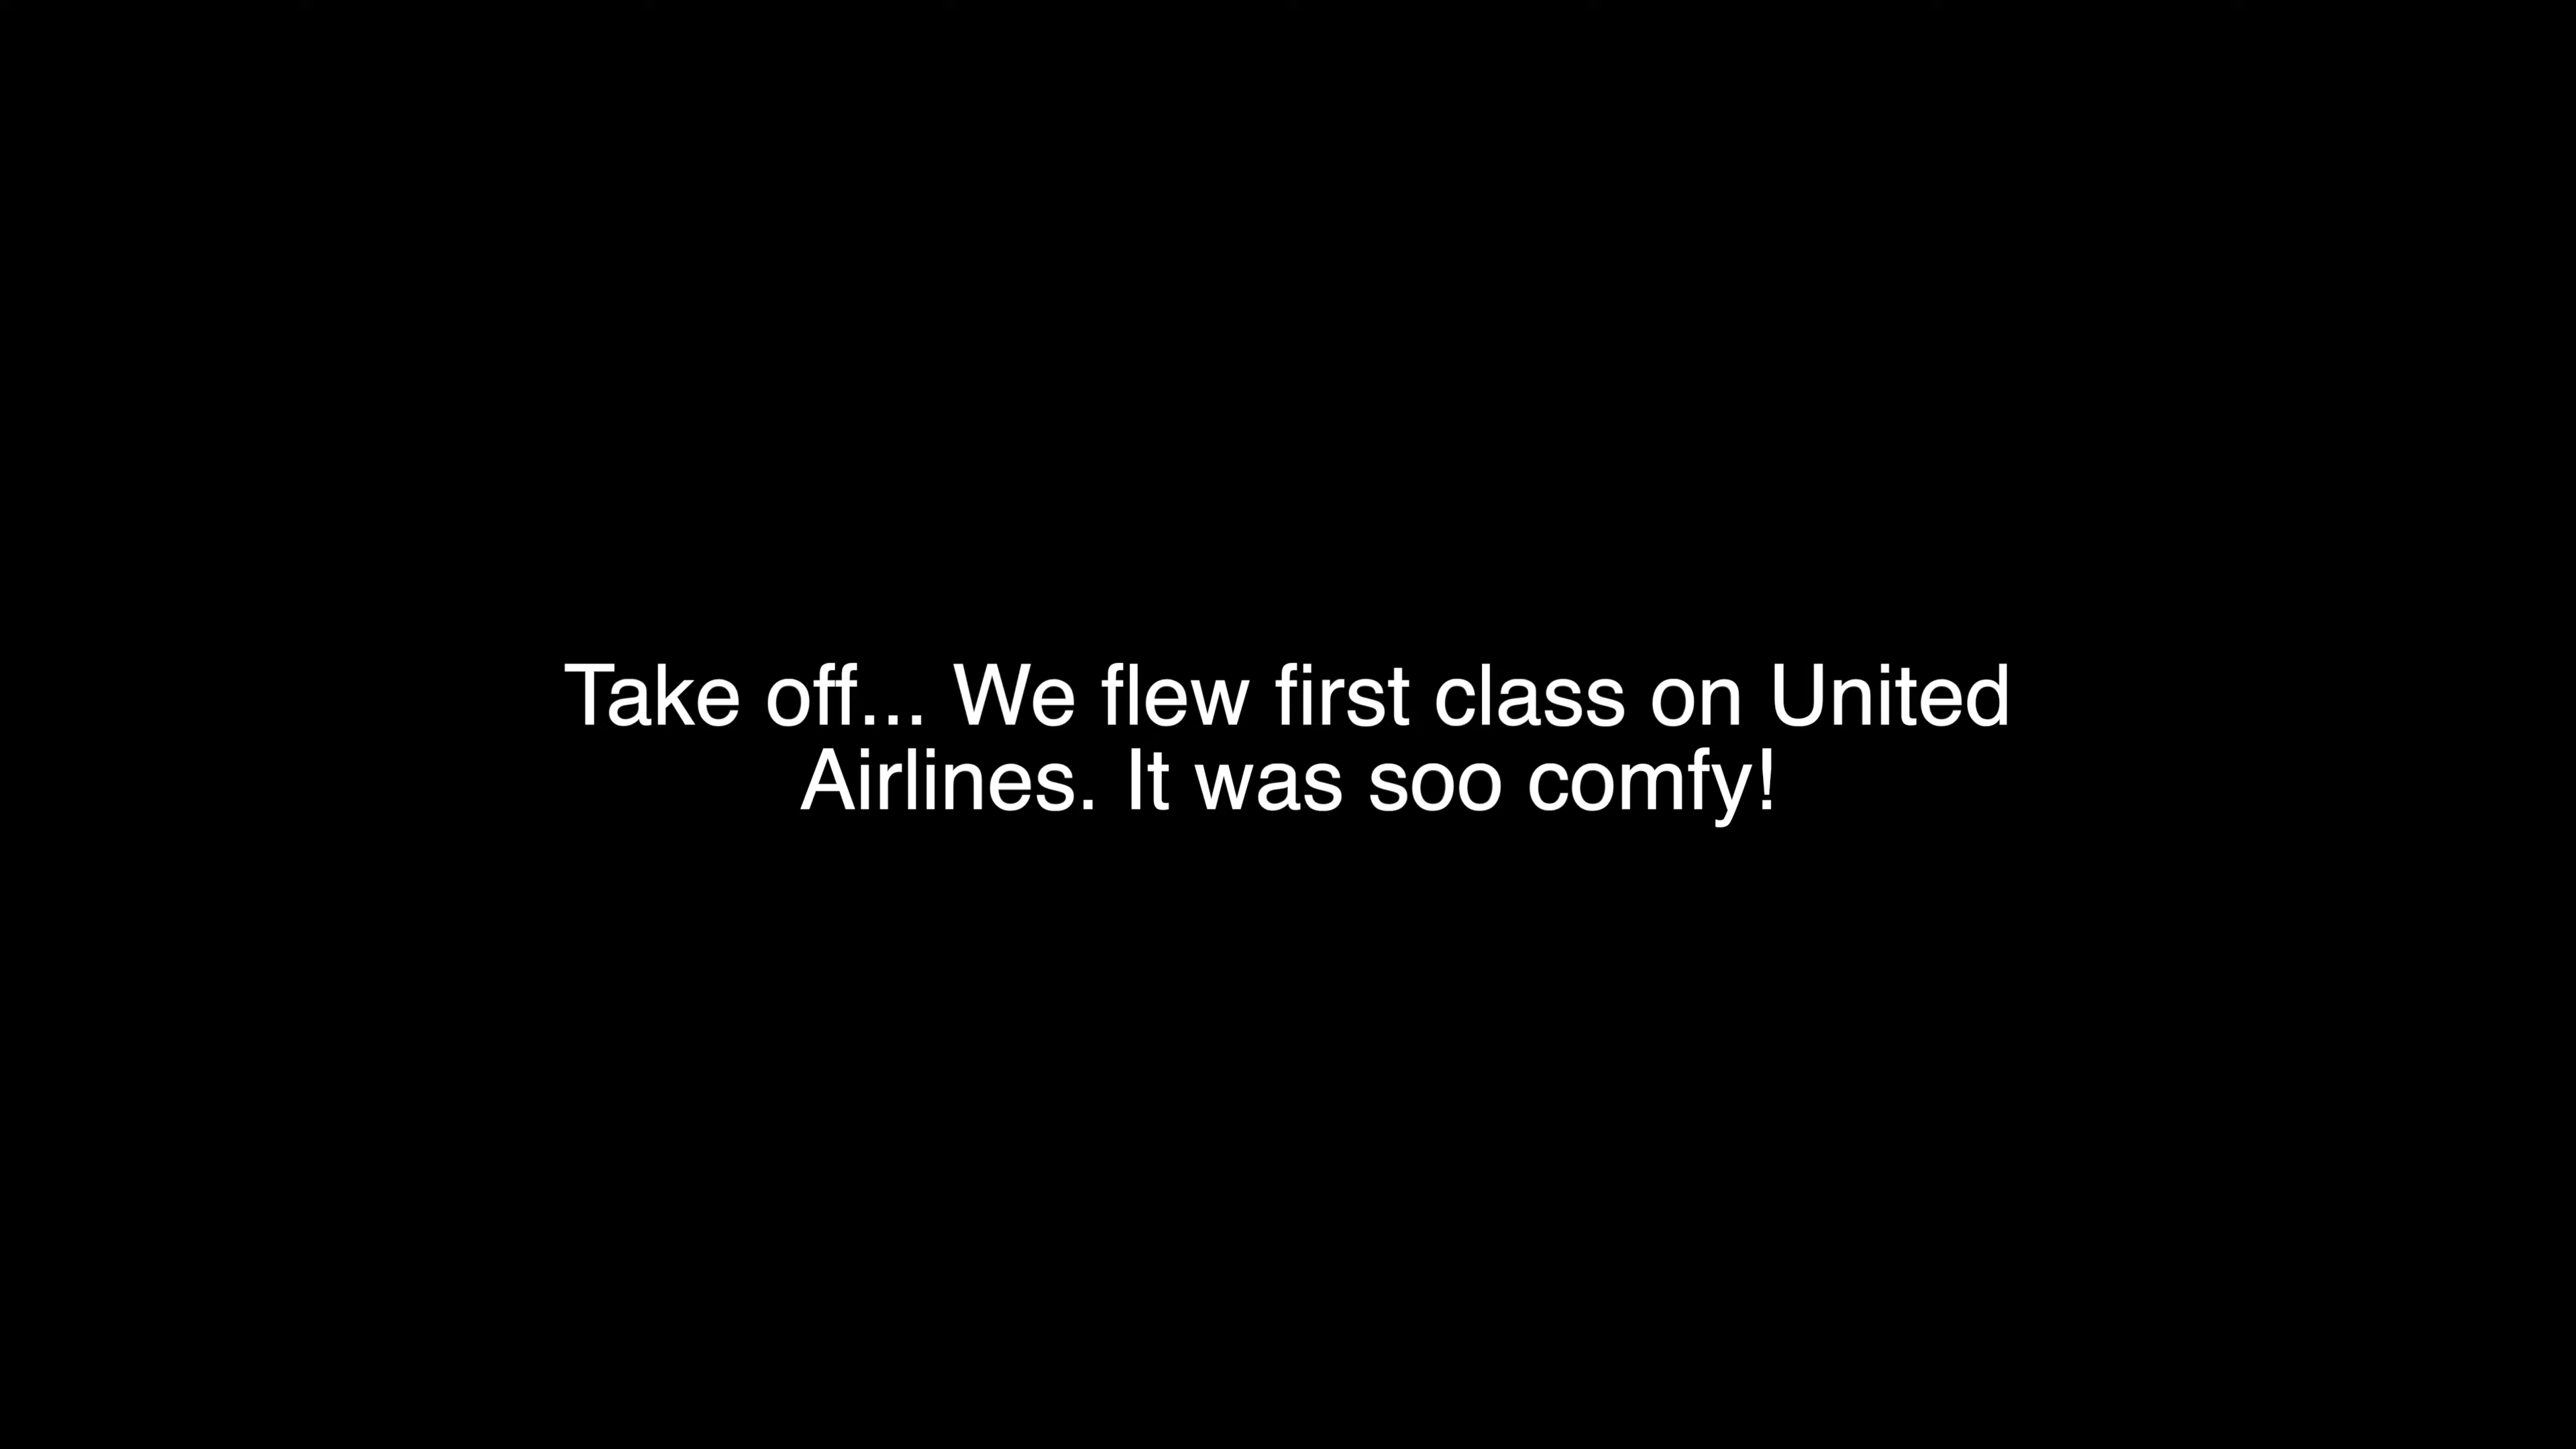 Take off... We flew first class on United
Airlines. It was soo comfy!